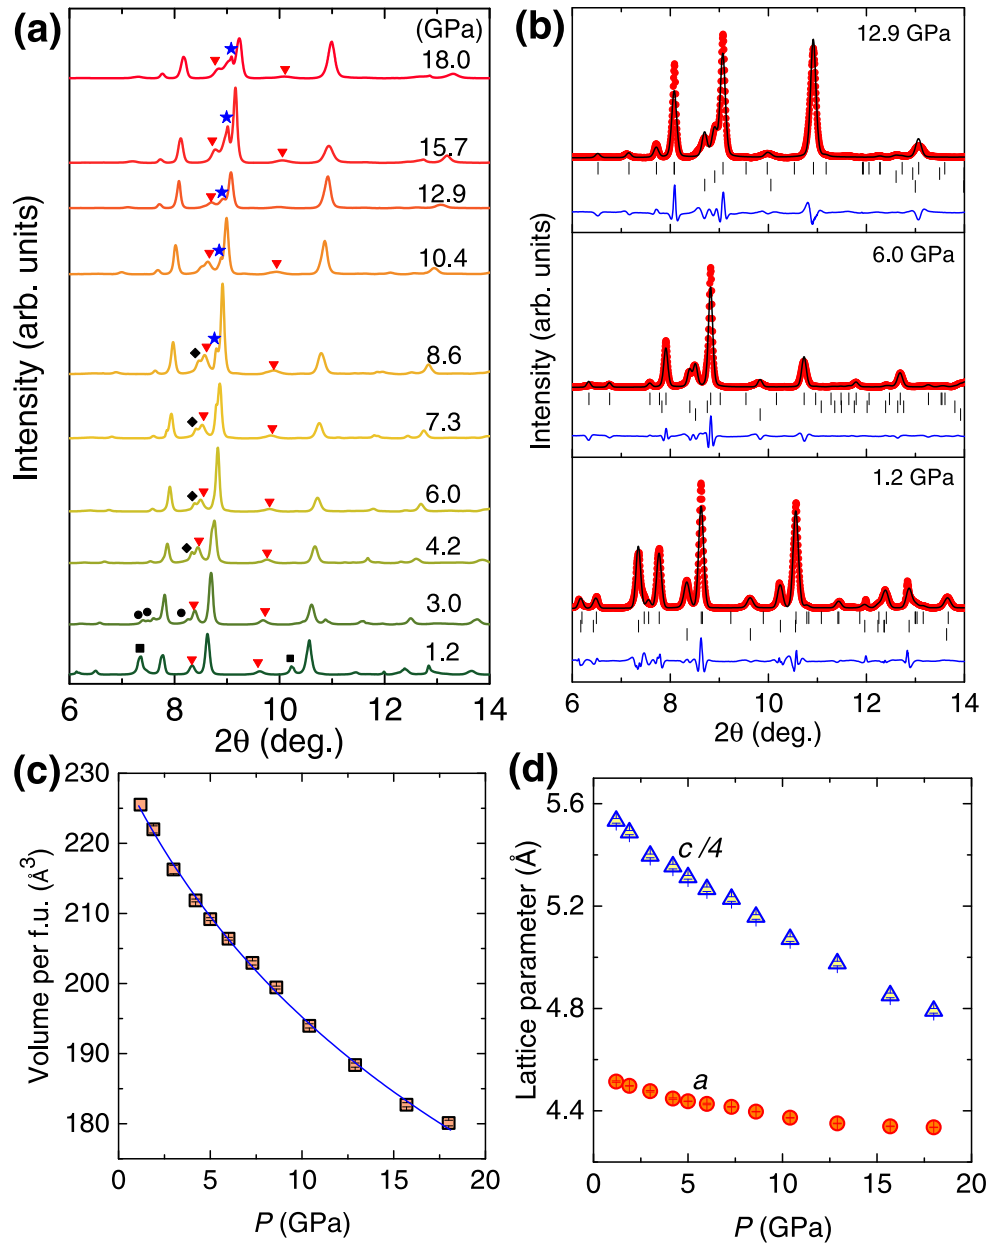 (a)
(GPa)
18.0
15.7
12.9
10.4
8.6
7.3
6.0
4.2
3.0
1.2
Intensity (arb. units)
6 8 10 12 14
2θ (deg.)
(b)
12.9 GPa
6.0 GPa
1.2 GPa
Intensity (arb. units)
6 8 10 12 14
2θ (deg.)
(c)
230
220
210
200
190
180
Volume per f.u. (Å³)
0 5 10 15 20
P (GPa)
(d)
5.6
5.2
4.8
4.4
c /4
a
Lattice parameter (Å)
0 5 10 15 20
P (GPa)